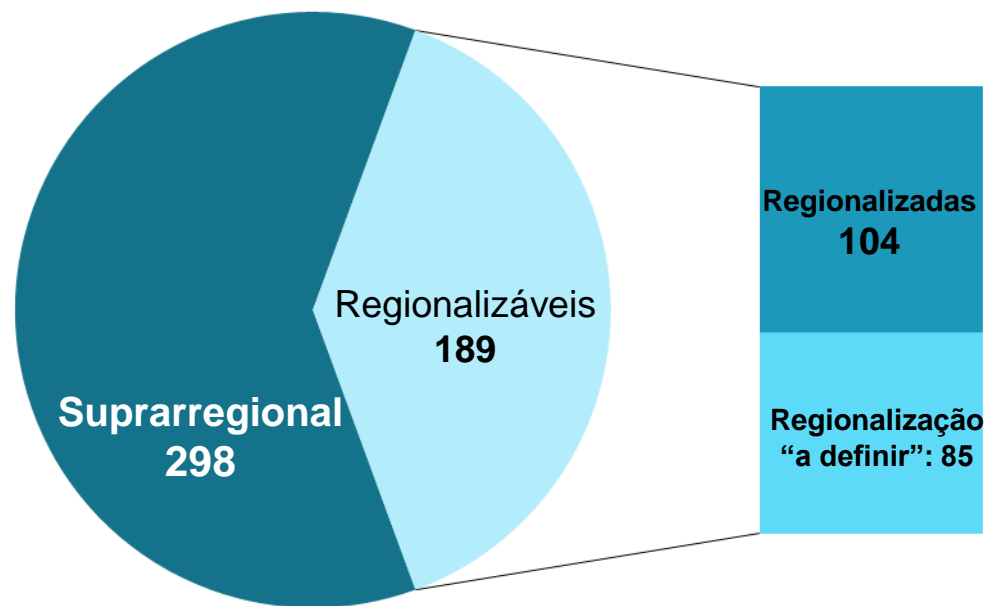 Suprarregional
298
Regionalizáveis
189
Regionalizadas
104
Regionalização
“a definir”: 85